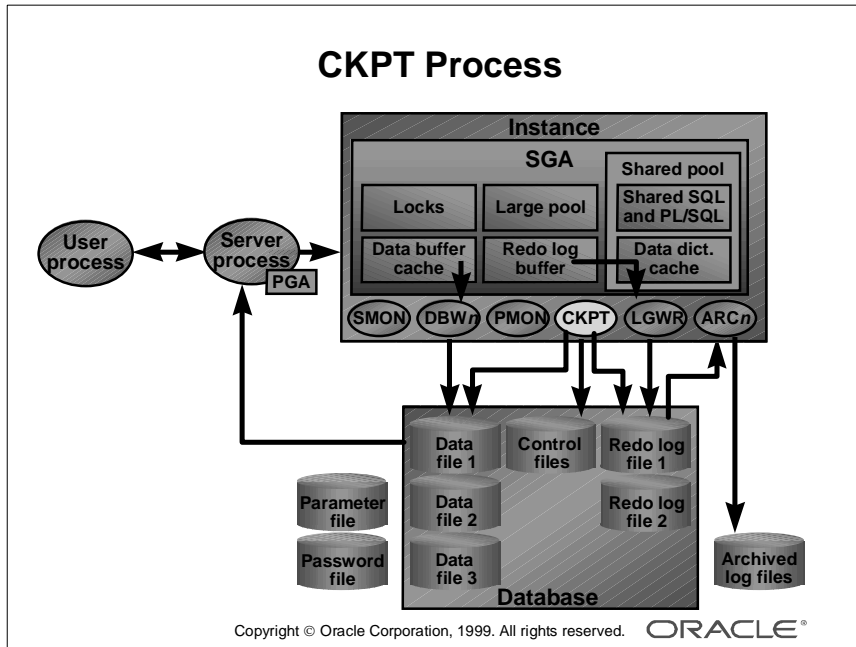 CKPT Process
Instance
SGA
Shared pool
Locks
Large pool
Shared SQL
and PL/SQL
User
process
Server
process
PGA
Data buffer
cache
Redo log
buffer
Data dict.
cache
SMON
DBWn
PMON
CKPT
LGWR
ARCn
Data
file 1
Control
files
Redo log
file 1
Parameter
file
Data
file 2
Redo log
file 2
Password
file
Data
file 3
Archived
log files
Database
Copyright © Oracle Corporation, 1999. All rights reserved.
ORACLE®